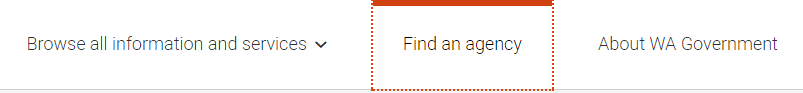 Browse all information and services Find an agency About WA Government